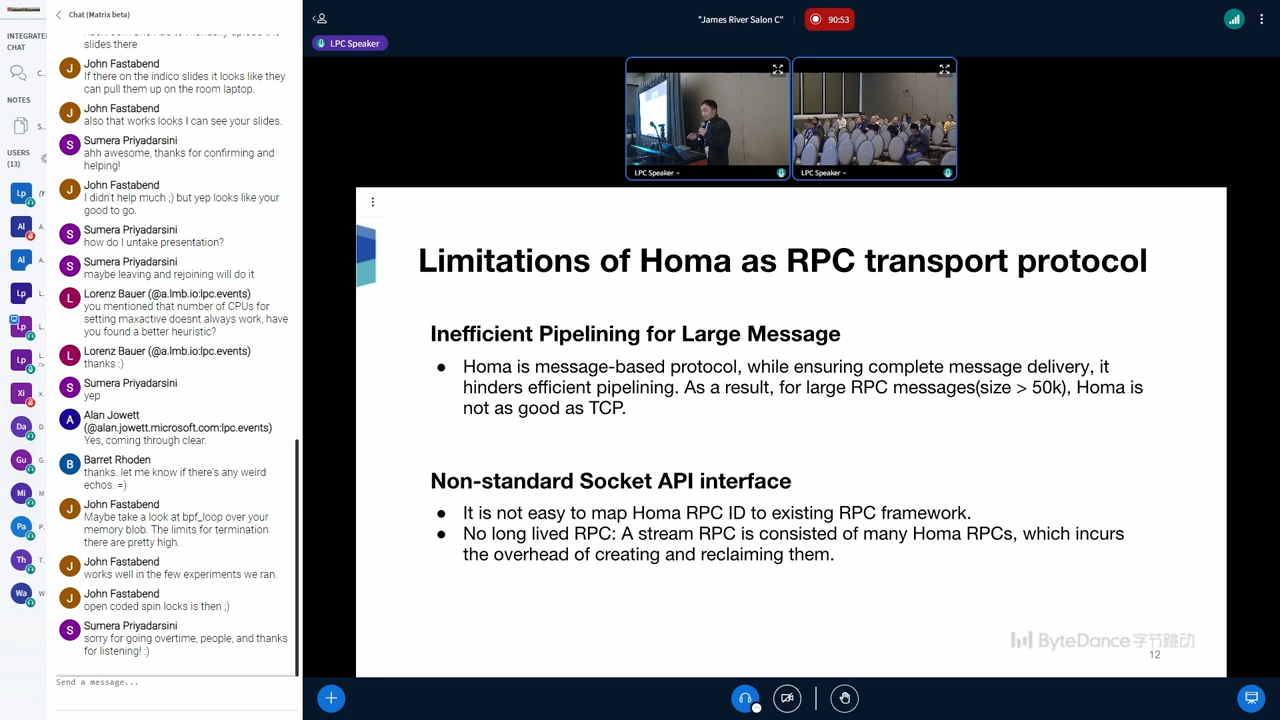 INTEGRATE
CHAT
C.
NOTES
S..
USERS
(13)
Lp
Al
A.
Al
A.
Lp
L.
Lp
L.
Lp
L.
Xi
Da
D.
Gu
G.
Mi
M
Pa
P.
Th
T.
Wa
W
Chat (Matrix beta)
slides there
J
John Fastabend
If there on the indico slides it looks like they
can pull them up on the room laptop.
John Fastabend
also that works looks I can see your slides.
S
Sumera Priyadarsini
ahh awesome, thanks for confirming and
helping!
J
John Fastabend
I didn't help much ;) but yep looks like your
good to go.
S
Sumera Priyadarsini
how do I untake presentation?
S
Sumera Priyadarsini
maybe leaving and rejoining will do it
L
Lorenz Bauer (@a.lmb.io:lpc.events)
you mentioned that number of CPUs for
setting maxactive doesnt always work, have
you found a better heuristic?
L
Lorenz Bauer (@a.lmb.io:lpc.events)
thanks :)
S
Sumera Priyadarsini
yep
A
Alan Jowett
(@alan.jowett.microsoft.com:lpc.events)
Yes, coming through clear.
B
Barret Rhoden
thanks. let me know if there's any weird
echos. =)
J
John Fastabend
Maybe take a look at bpf_loop over your
memory blob. The limits for termination
there are pretty high.
J
John Fastabend
works well in the few experiments we ran.
J
John Fastabend
open coded spin locks is then ;)
S
Sumera Priyadarsini
sorry for going overtime, people, and thanks
for listening! :)
Send a message...
"James River Salon C"
90:53
LPC Speaker
LPC Speaker
LPC Speaker
Limitations of Homa as RPC transport protocol
Inefficient Pipelining for Large Message
● Homa is message-based protocol, while ensuring complete message delivery, it
hinders efficient pipelining. As a result, for large RPC messages(size > 50k), Homa is
not as good as TCP.
Non-standard Socket API interface
● It is not easy to map Homa RPC ID to existing RPC framework.
● No long lived RPC: A stream RPC is consisted of many Homa RPCs, which incurs
the overhead of creating and reclaiming them.
ByteDance字节跳动
12